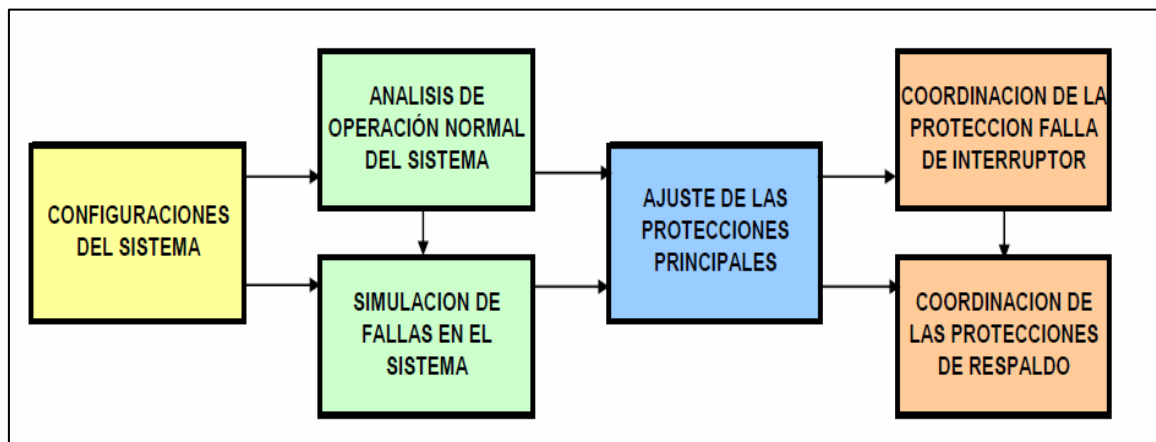 CONFIGURACIONES
DEL SISTEMA
ANALISIS DE
OPERACIÓN NORMAL
DEL SISTEMA
SIMULACION DE
FALLAS EN EL
SISTEMA
AJUSTE DE LAS
PROTECCIONES
PRINCIPALES
COORDINACION DE LA
PROTECCION FALLA
DE INTERRUPTOR
COORDINACION DE
LAS PROTECCIONES
DE RESPALDO